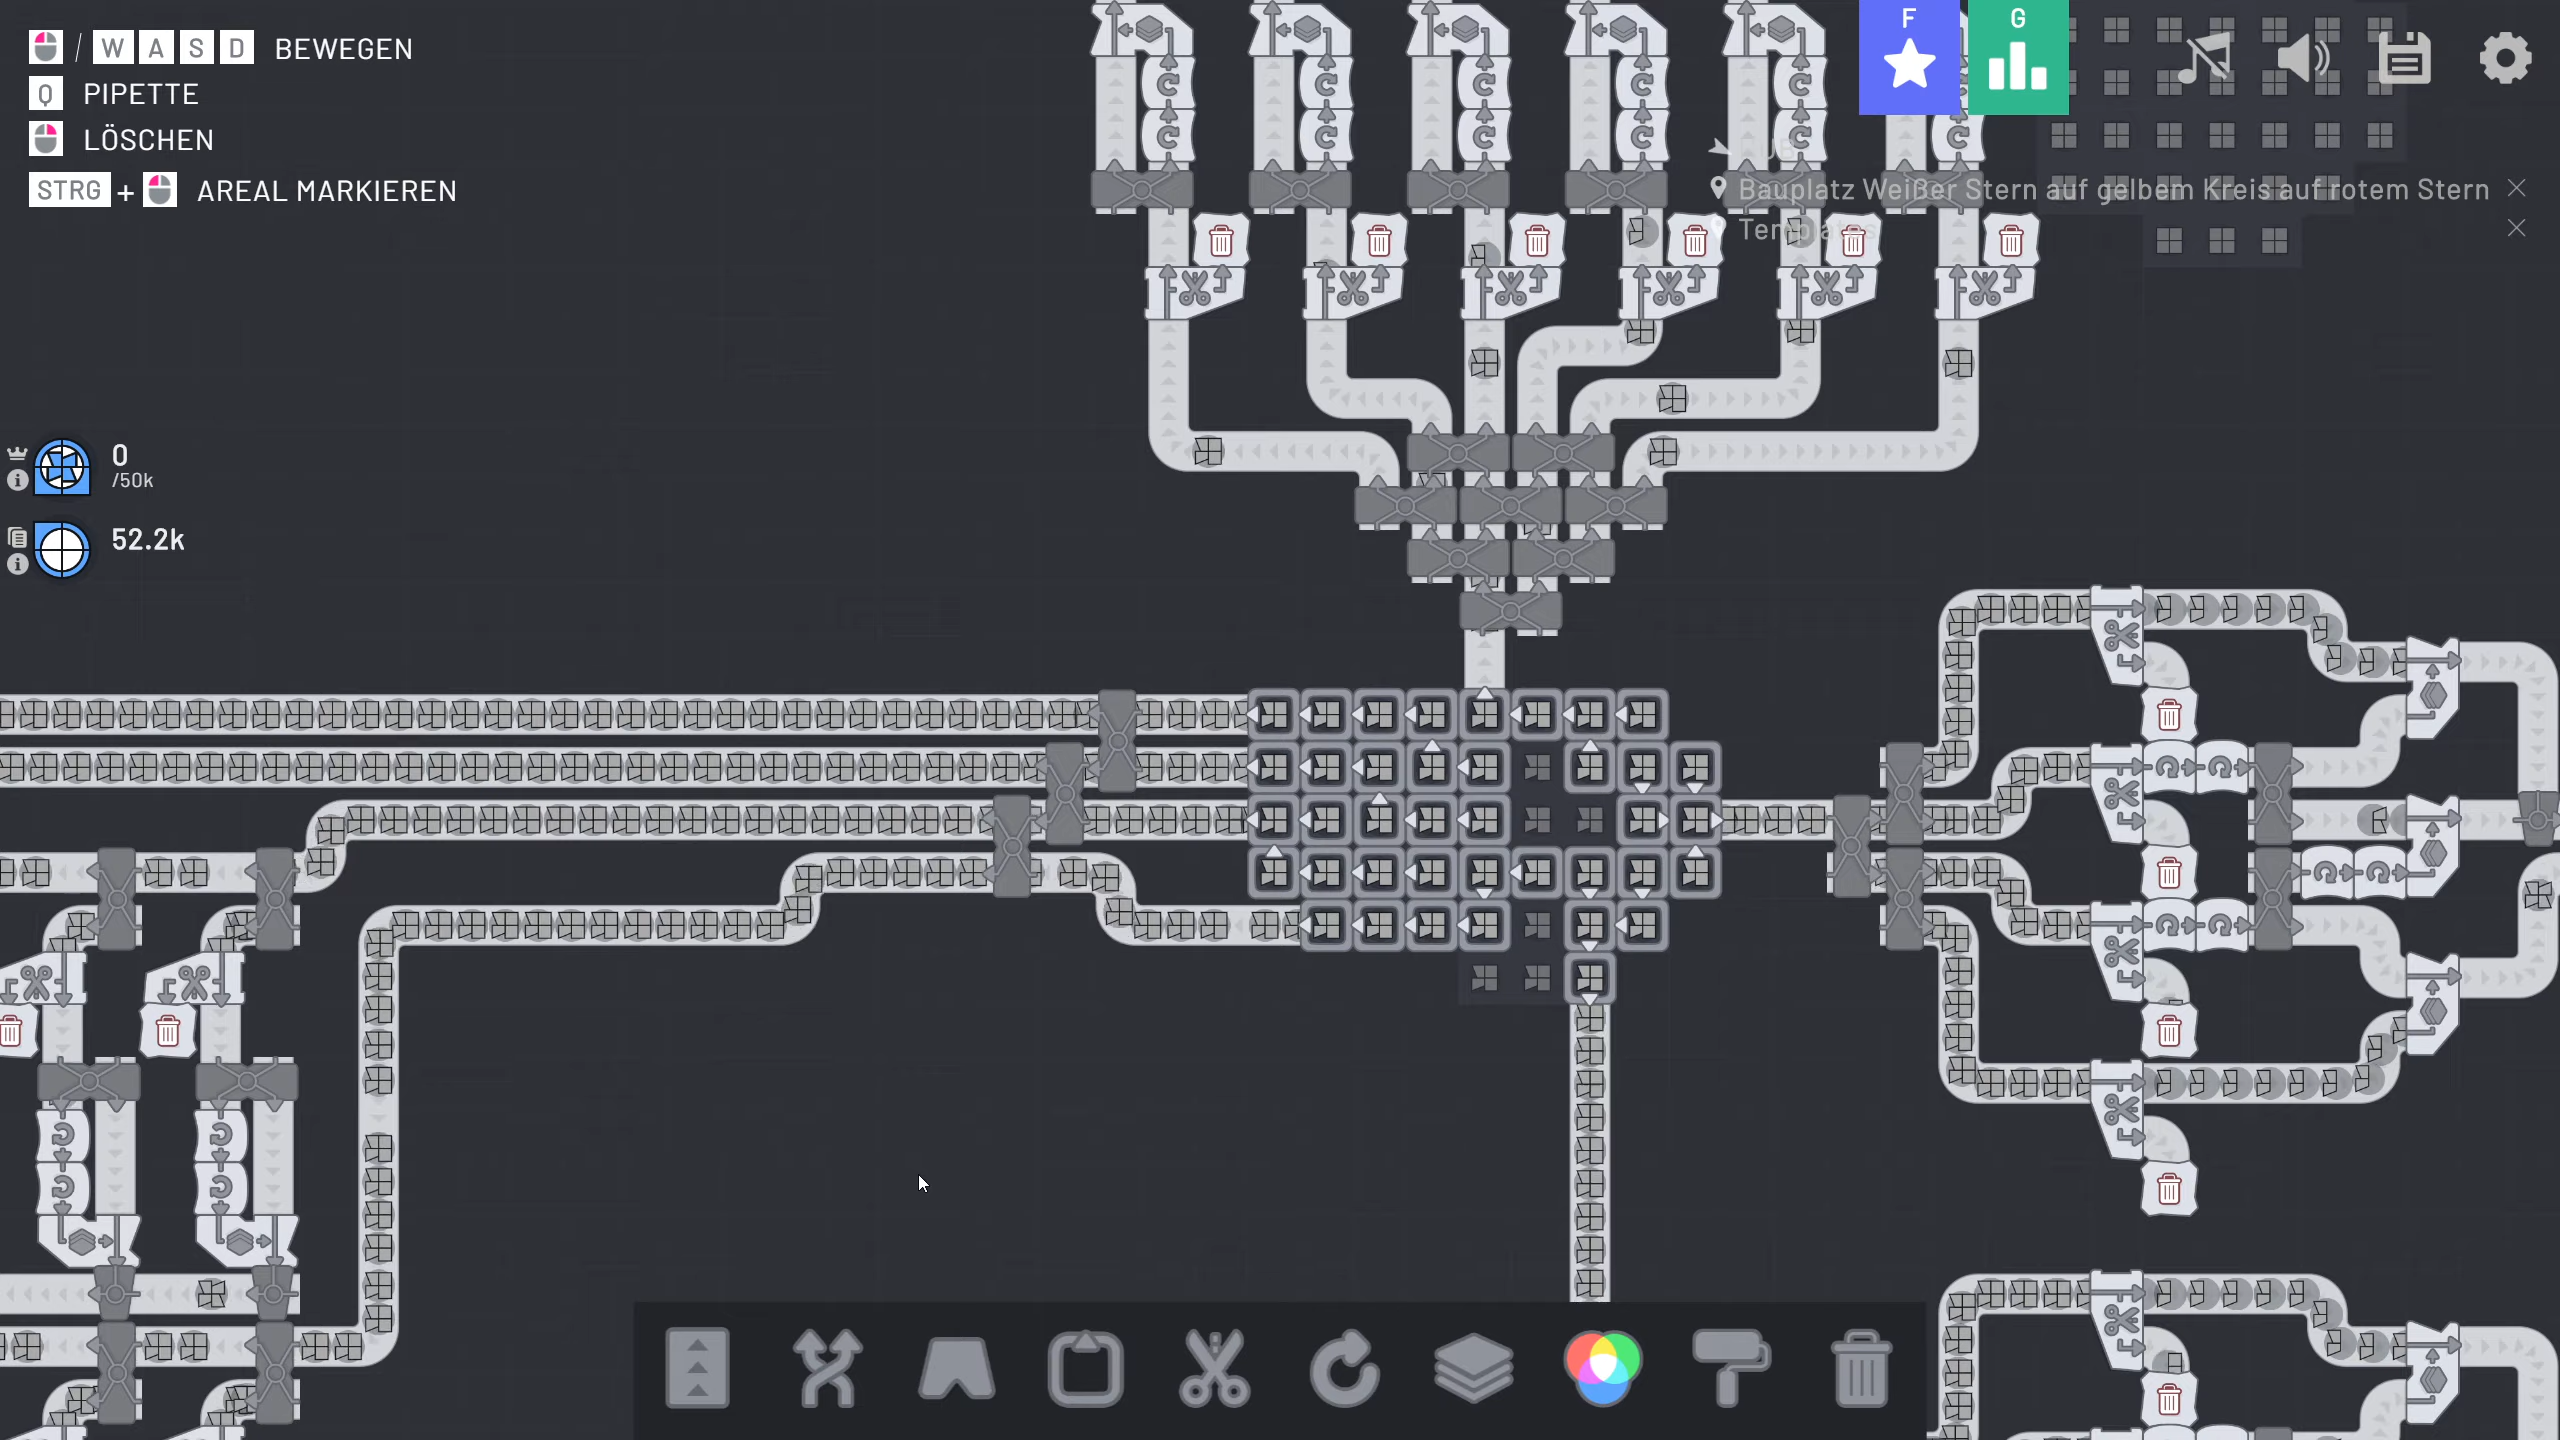 / W A S D BEWEGEN
Q PIPETTE
LÖSCHEN
STRG + AREAL MARKIEREN
F
G
Bauplatz Weißer Stern auf gelbem Kreis auf rotem Stern
Templates
0
/50k
52.2k